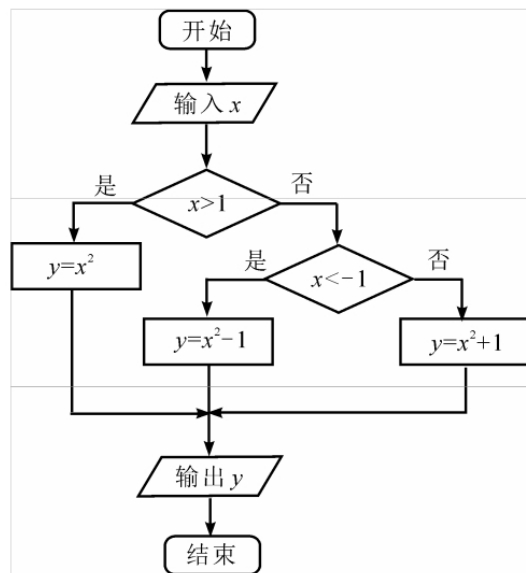 开始
输入 x
是
否
x>1
y=x²
是
否
x<-1
y=x²-1
y=x²+1
输出 y
结束